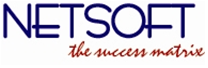 NETSOFT
the success matrix